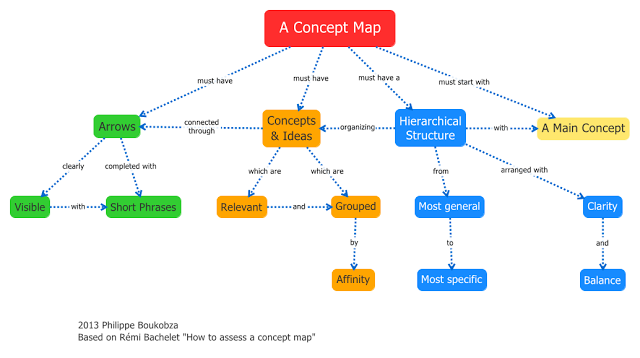 A Concept Map
must have
must have
must have a
must start with
Arrows
connected
through
Concepts
& Ideas
organizing
Hierarchical
Structure
with
A Main Concept
clearly
completed with
which are
which are
from
arranged with
Visible
with
Short Phrases
Relevant
and
Grouped
Most general
Clarity
by
to
and
Affinity
Most specific
Balance
2013 Philippe Boukobza
Based on Rémi Bachelet "How to assess a concept map"